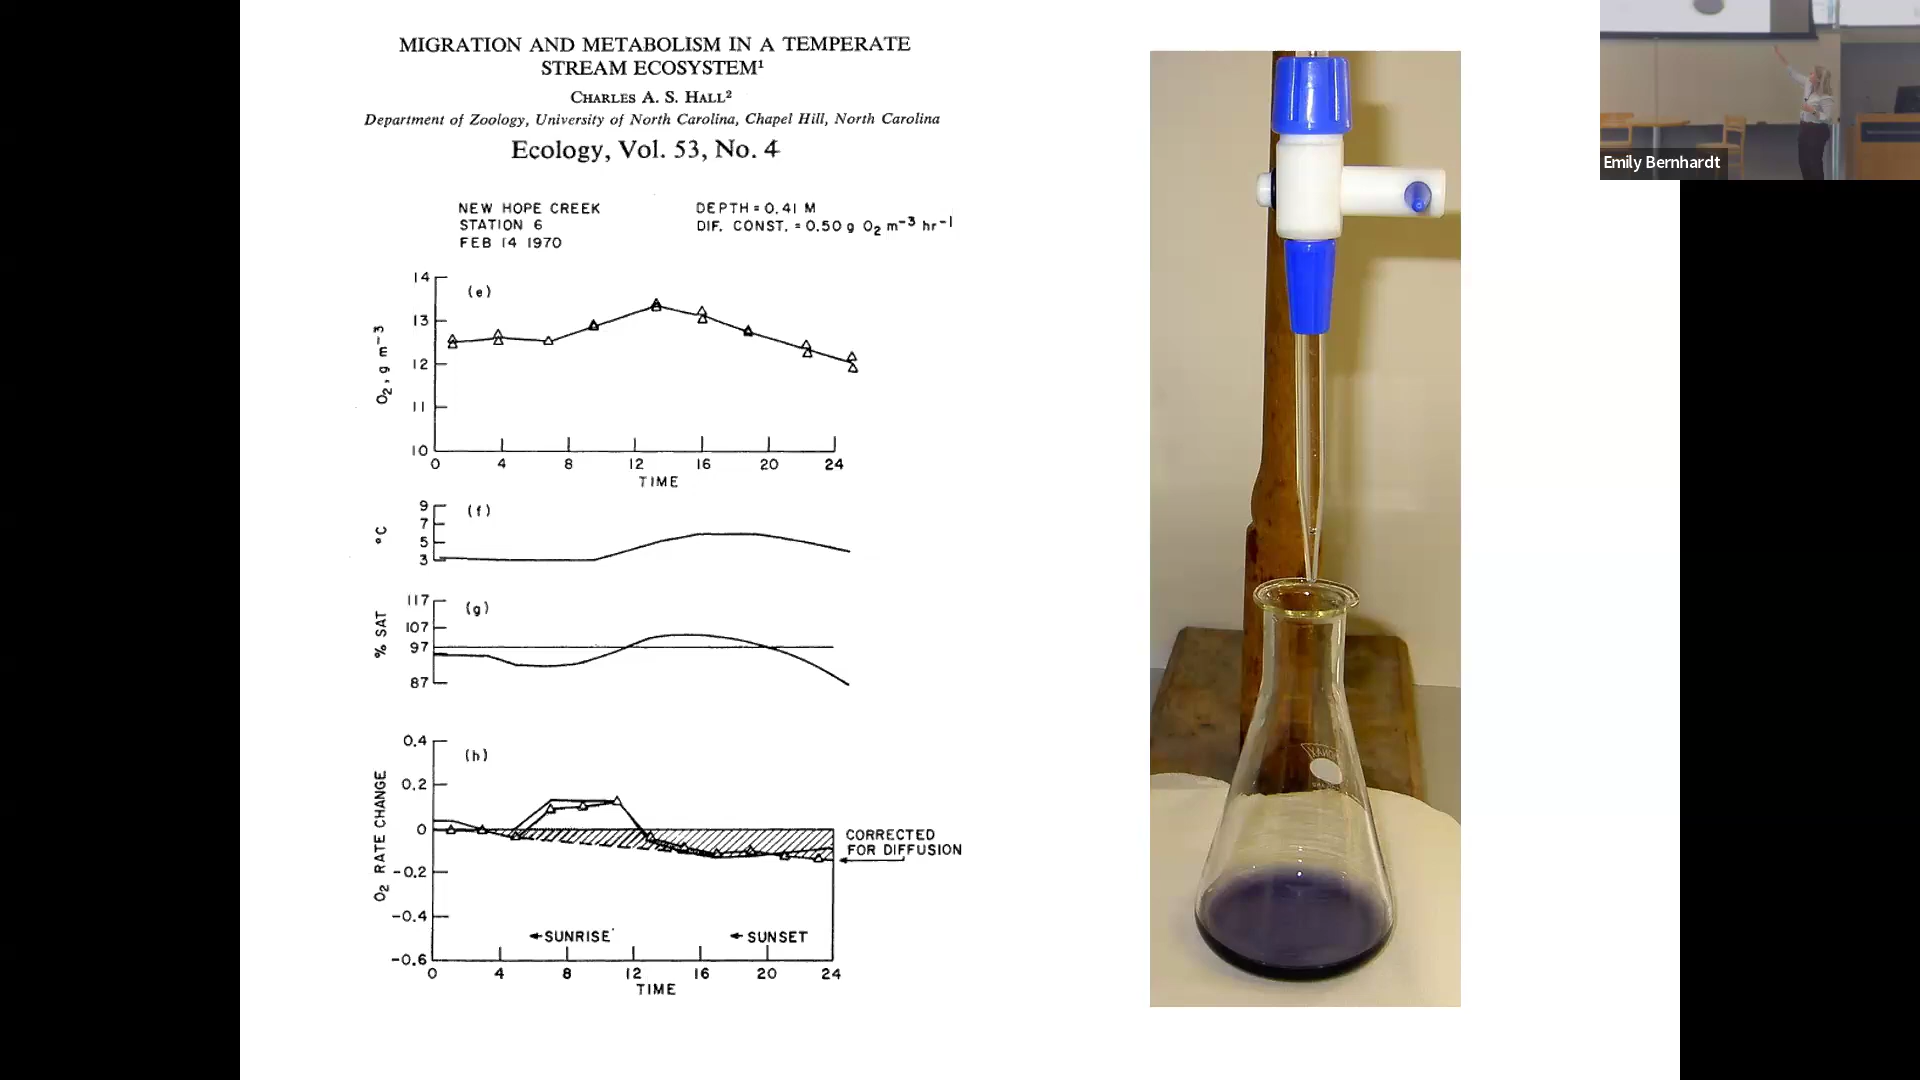 MIGRATION AND METABOLISM IN A TEMPERATE
STREAM ECOSYSTEM¹
CHARLES A. S. HALL²
Department of Zoology, University of North Carolina, Chapel Hill, North Carolina
Ecology, Vol. 53, No. 4
NEW HOPE CREEK
STATION 6
FEB 14 1970
DEPTH = 0.41 M
DIF. CONST. = 0.50 g O₂ m⁻³ hr⁻¹
(e)
O₂, g m⁻³
14
13
12
11
10
0 4 8 12 16 20 24
TIME
(f)
°C
9
7
5
3
(g)
% SAT
117
107
97
87
(h)
O₂ RATE CHANGE
0.4
0.2
0
-0.2
-0.4
-0.6
CORRECTED
FOR DIFFUSION
←SUNRISE
←SUNSET
0 4 8 12 16 20 24
TIME
Emily Bernhardt